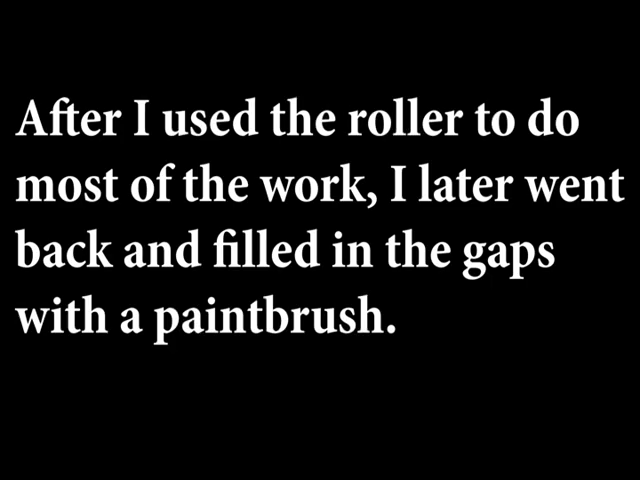 After I used the roller to do
most of the work, I later went
back and filled in the gaps
with a paintbrush.